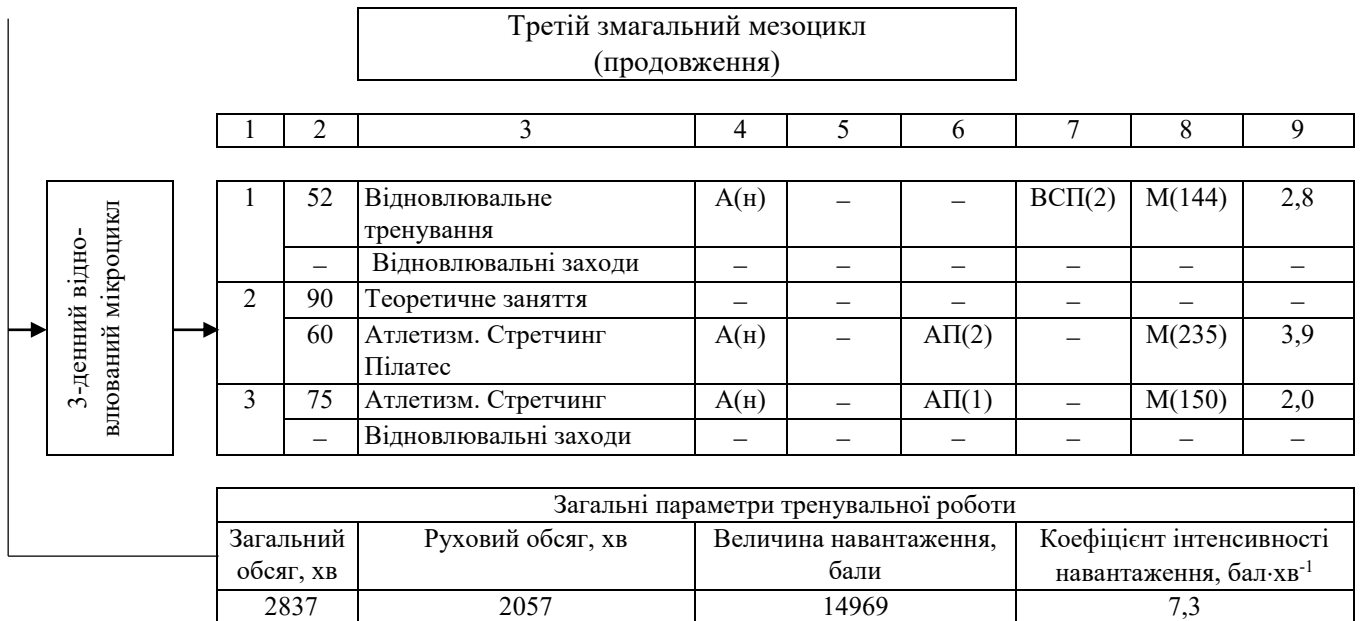 Третій змагальний мезоцикл
(продовження)
1 2 3 4 5 6 7 8 9
3-денний відно-
влюваний мікроцикл
1 52 Відновлювальне А(н) – – ВСП(2) М(144) 2,8
тренування
– Відновлювальні заходи – – – – – –
2 90 Теоретичне заняття – – – – – –
60 Атлетизм. Стретчинг А(н) – АП(2) – М(235) 3,9
Пілатес
3 75 Атлетизм. Стретчинг А(н) – АП(1) – М(150) 2,0
– Відновлювальні заходи – – – – – –
Загальні параметри тренувальної роботи
Загальний Руховий обсяг, хв Величина навантаження, Коефіцієнт інтенсивності
обсяг, хв бали навантаження, бал·хв⁻¹
2837 2057 14969 7,3